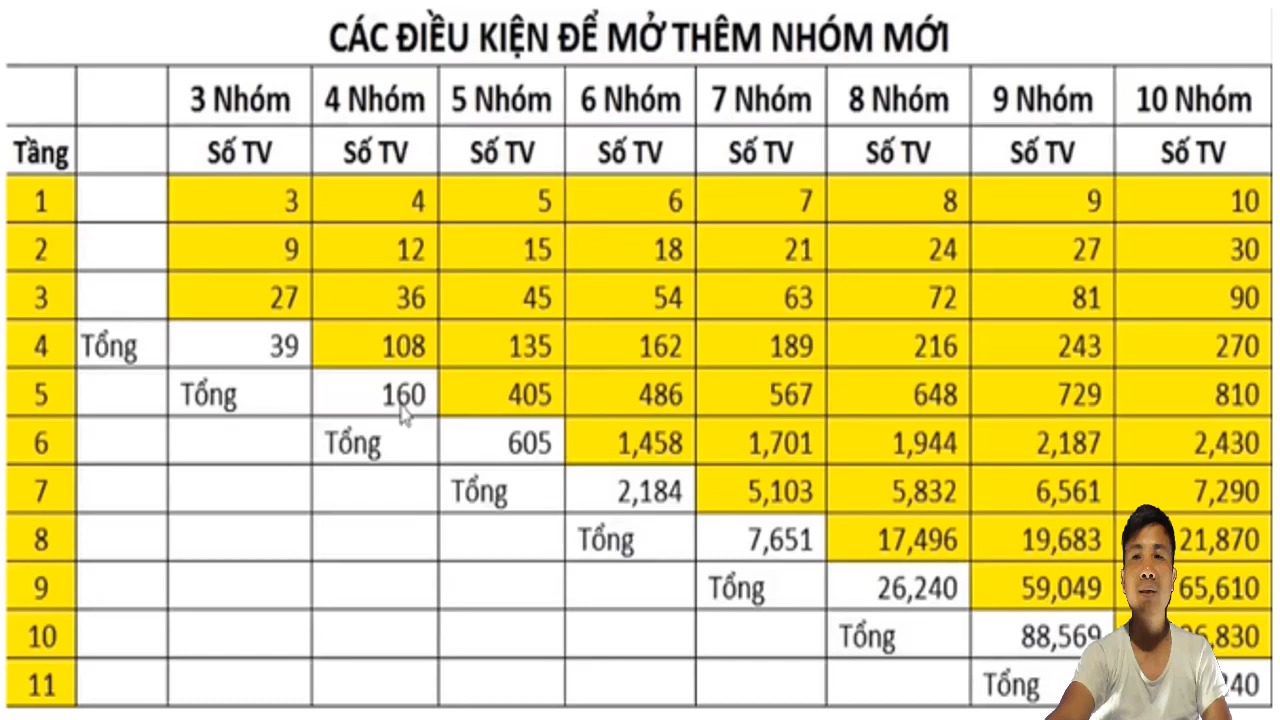 CÁC ĐIỀU KIỆN ĐỂ MỞ THÊM NHÓM MỚI
3 Nhóm 4 Nhóm 5 Nhóm 6 Nhóm 7 Nhóm 8 Nhóm 9 Nhóm 10 Nhóm
Tầng Số TV Số TV Số TV Số TV Số TV Số TV Số TV Số TV
1 3 4 5 6 7 8 9 10
2 9 12 15 18 21 24 27 30
3 27 36 45 54 63 72 81 90
4 Tổng 39 108 135 162 189 216 243 270
5 Tổng 160 405 486 567 648 729 810
6 Tổng 605 1,458 1,701 1,944 2,187 2,430
7 Tổng 2,184 5,103 5,832 6,561 7,290
8 Tổng 7,651 17,496 19,683 21,870
9 Tổng 26,240 59,049 65,610
10 Tổng 88,569
11 Tổng